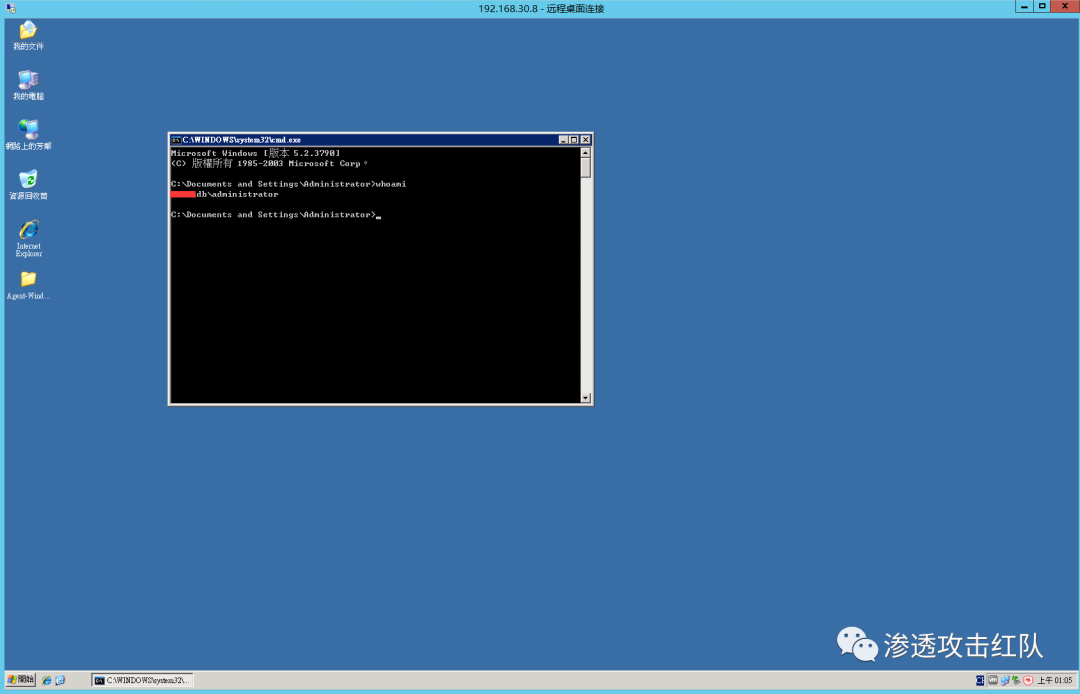 192.168.30.8 - 远程桌面连接
我的文件
我的電腦
網路上的芳鄰
資源回收筒
Internet
Explorer
Agent-Wind...
C:\WINDOWS\system32\cmd.exe
Microsoft Windows [版本 5.2.3790]
(C) 版權所有 1985-2003 Microsoft Corp。
C:\Documents and Settings\Administrator>whoami
db\administrator
C:\Documents and Settings\Administrator>_
渗透攻击红队
開始
C:\WINDOWS\system32\...
上午 01:05